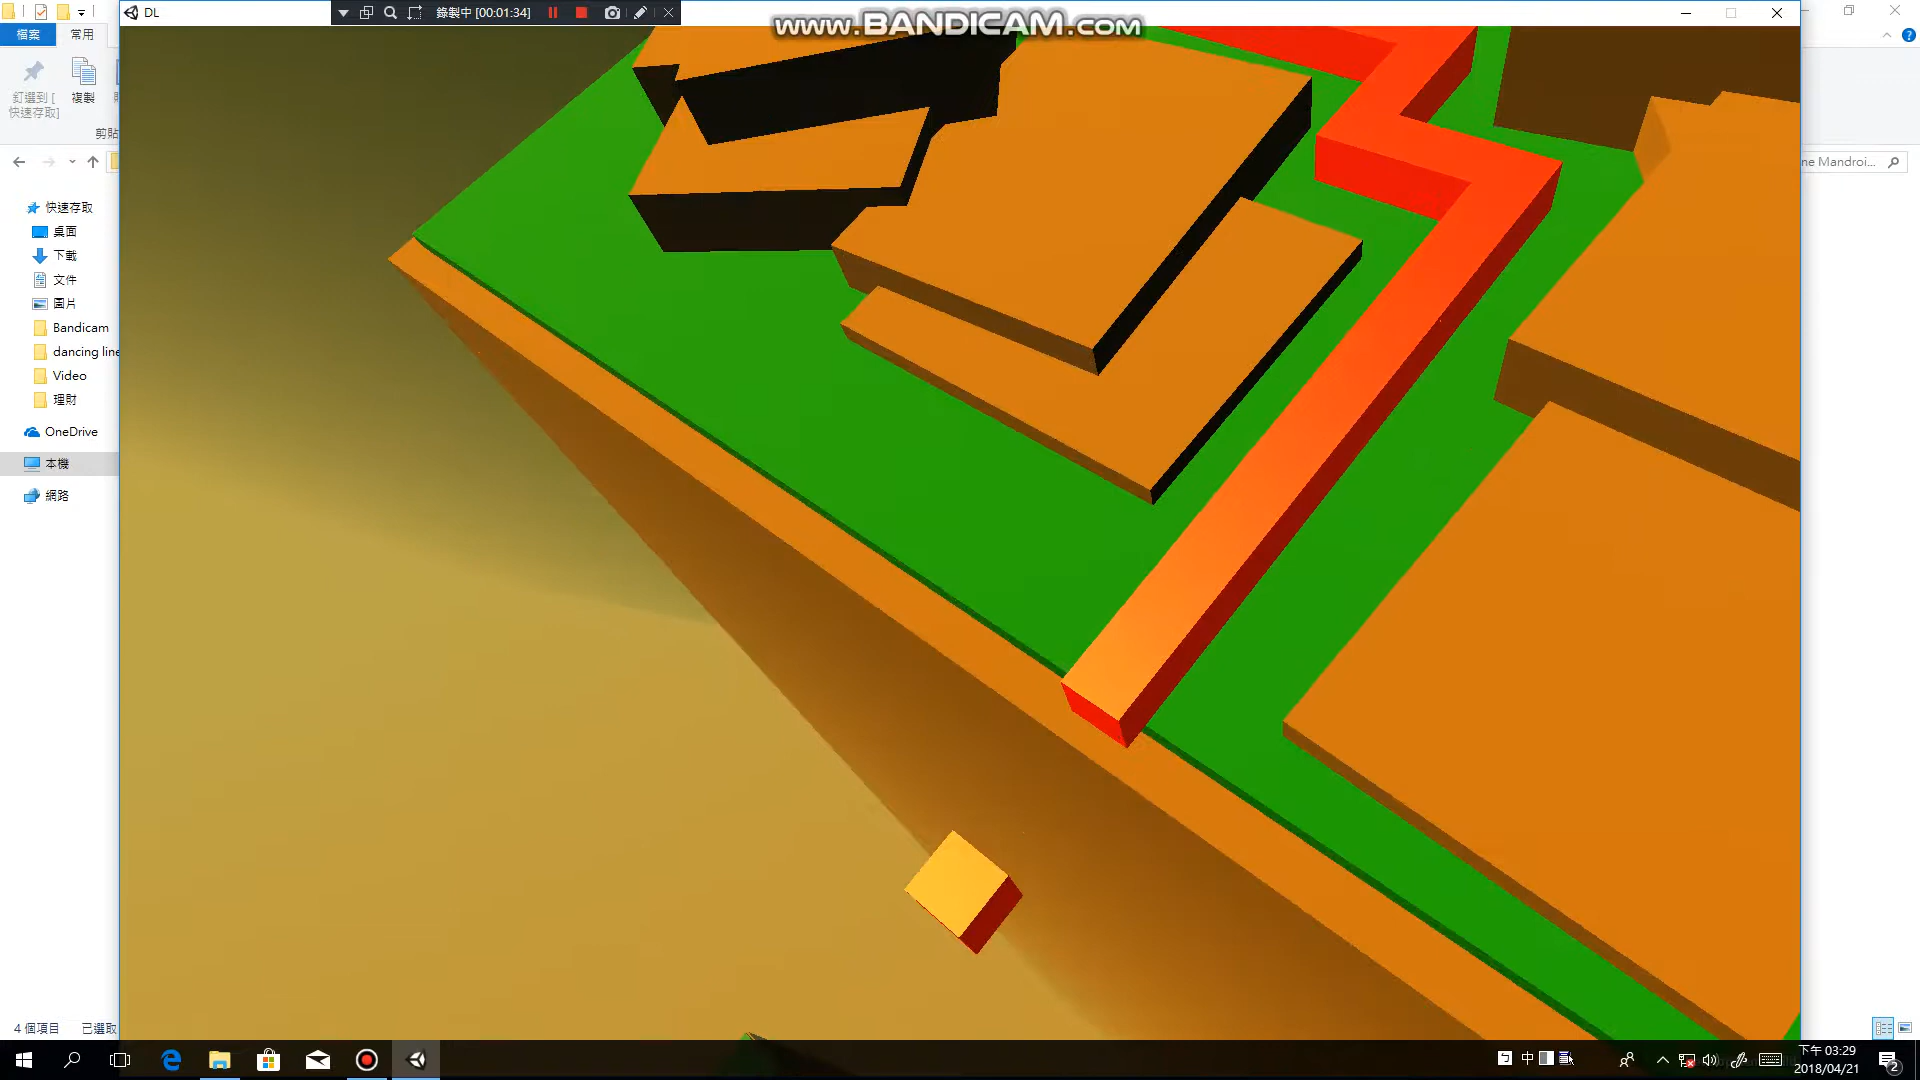 DL
錄製中 [00:01:34]
www.BANDICAM.com
檔案
常用
釘選到 [
快速存取]
複製
剪貼
ne Mandroi...
快速存取
桌面
下載
文件
圖片
Bandicam
dancing line
Video
理財
OneDrive
本機
網路
4 個項目
已選取
中
下午 03:29
2018/04/21
2